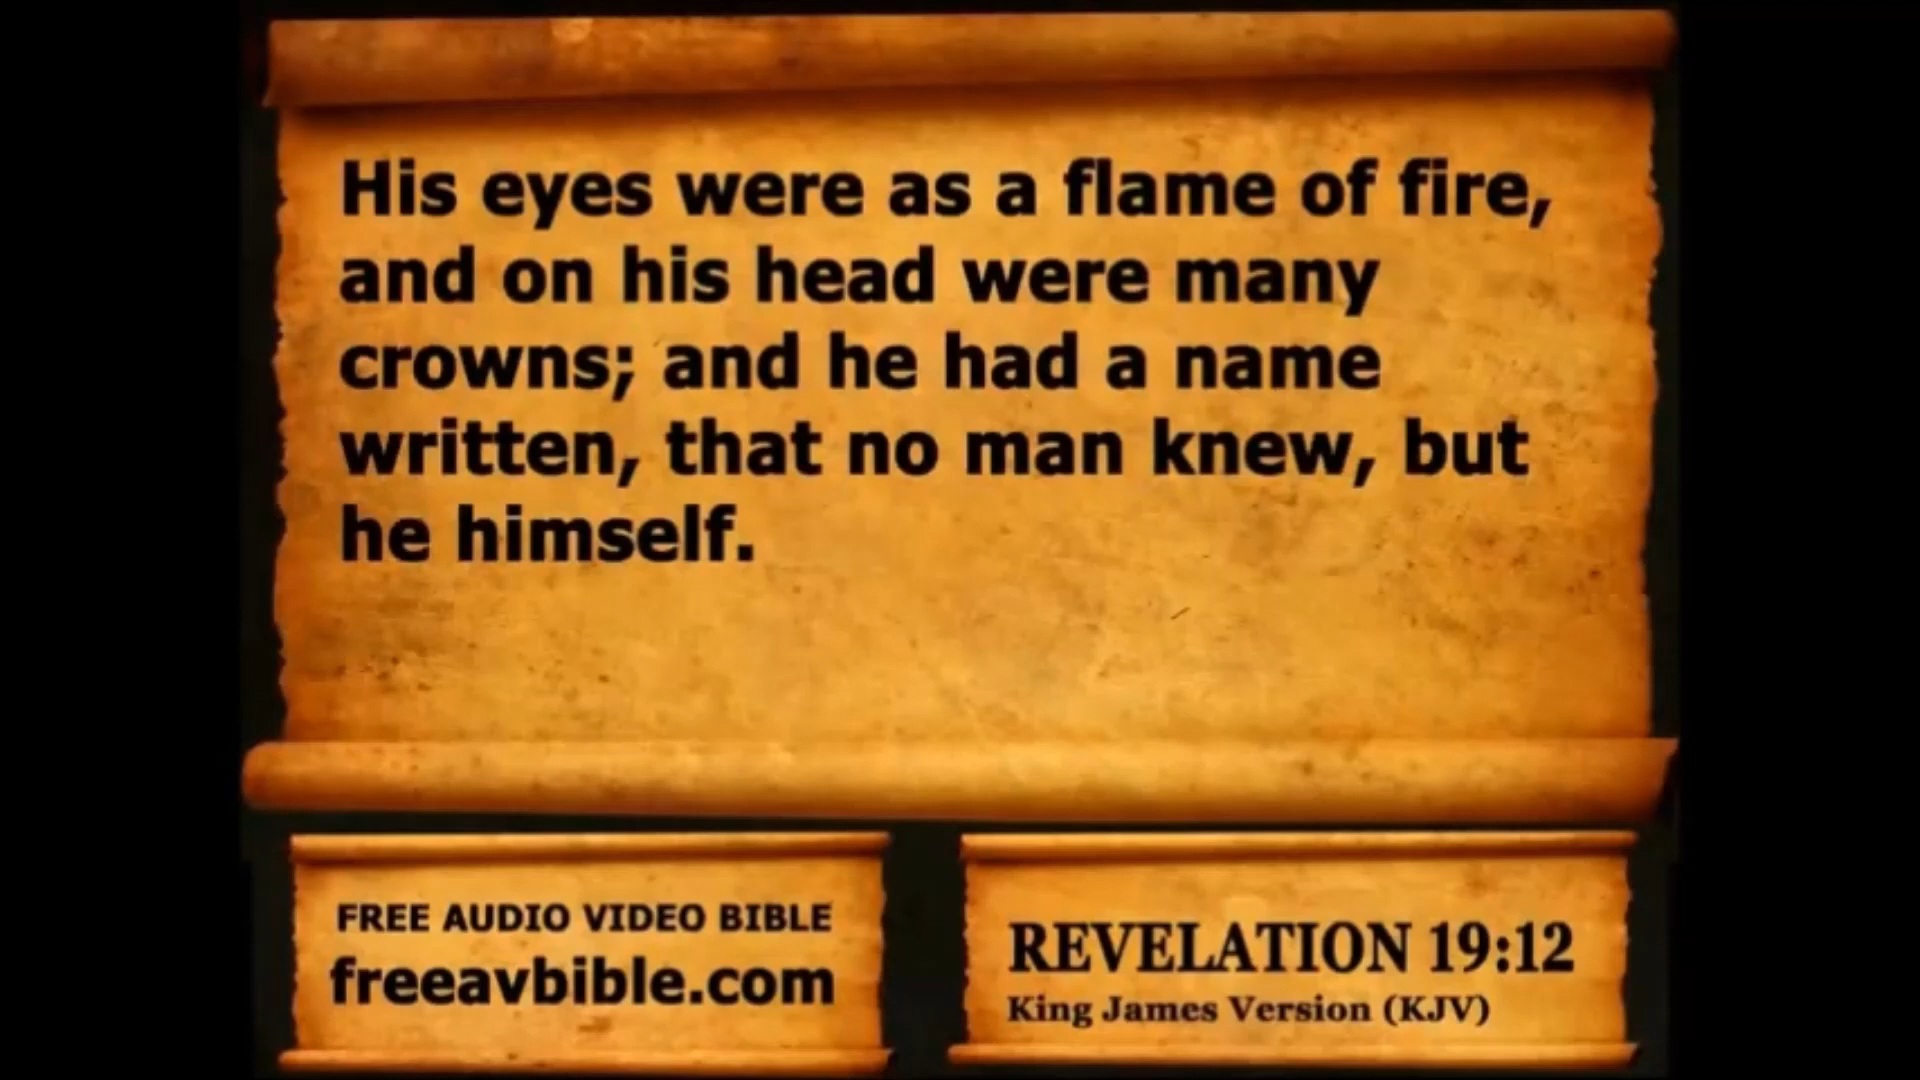 His eyes were as a flame of fire,
and on his head were many
crowns; and he had a name
written, that no man knew, but
he himself.
FREE AUDIO VIDEO BIBLE
freeavbible.com
REVELATION 19:12
King James Version (KJV)